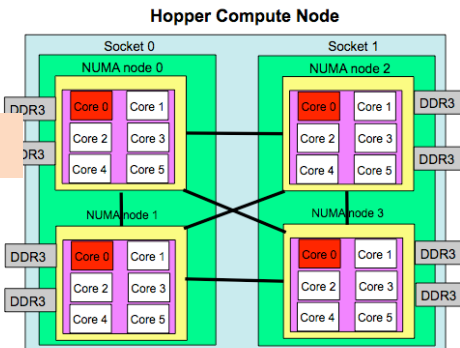 Hopper Compute Node
Socket 0
Socket 1
NUMA node 0
NUMA node 2
DDR3
Core 0
Core 1
Core 0
Core 1
DDR3
Core 2
Core 3
Core 2
Core 3
DR3
DDR3
Core 4
Core 5
Core 4
Core 5
NUMA node 1
NUMA node 3
DDR3
Core 0
Core 1
Core 0
Core 1
DDR3
Core 2
Core 3
Core 2
Core 3
DDR3
DDR3
Core 4
Core 5
Core 4
Core 5